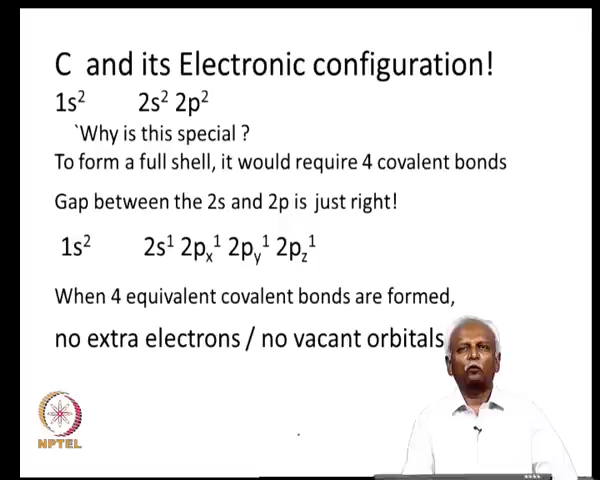 C and its Electronic configuration!
1s² 2s² 2p²
`Why is this special ?
To form a full shell, it would require 4 covalent bonds
Gap between the 2s and 2p is just right!
1s² 2s¹ 2pₓ¹ 2pᵧ¹ 2p_z¹
When 4 equivalent covalent bonds are formed,
no extra electrons / no vacant orbitals
NPTEL